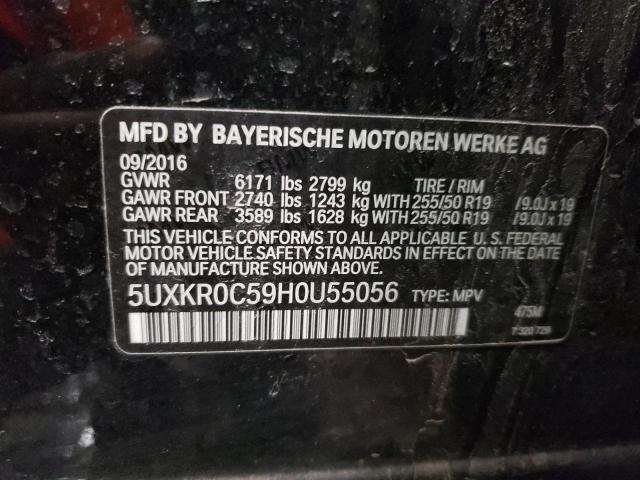 MFD BY BAYERISCHE MOTOREN WERKE AG
09/2016
GVWR 6171 lbs 2799 kg TIRE / RIM
GAWR FRONT 2740 lbs 1243 kg WITH 255/50 R19 /9.0J x 19
GAWR REAR 3589 lbs 1628 kg WITH 255/50 R19 /9.0J x 19
THIS VEHICLE CONFORMS TO ALL APPLICABLE U. S. FEDERAL
MOTOR VEHICLE SAFETY STANDARDS IN EFFECT ON THE
DATE OF MANUFACTURE SHOWN ABOVE.
5UXKR0C59H0U55056 TYPE: MPV
475M
7 320 729